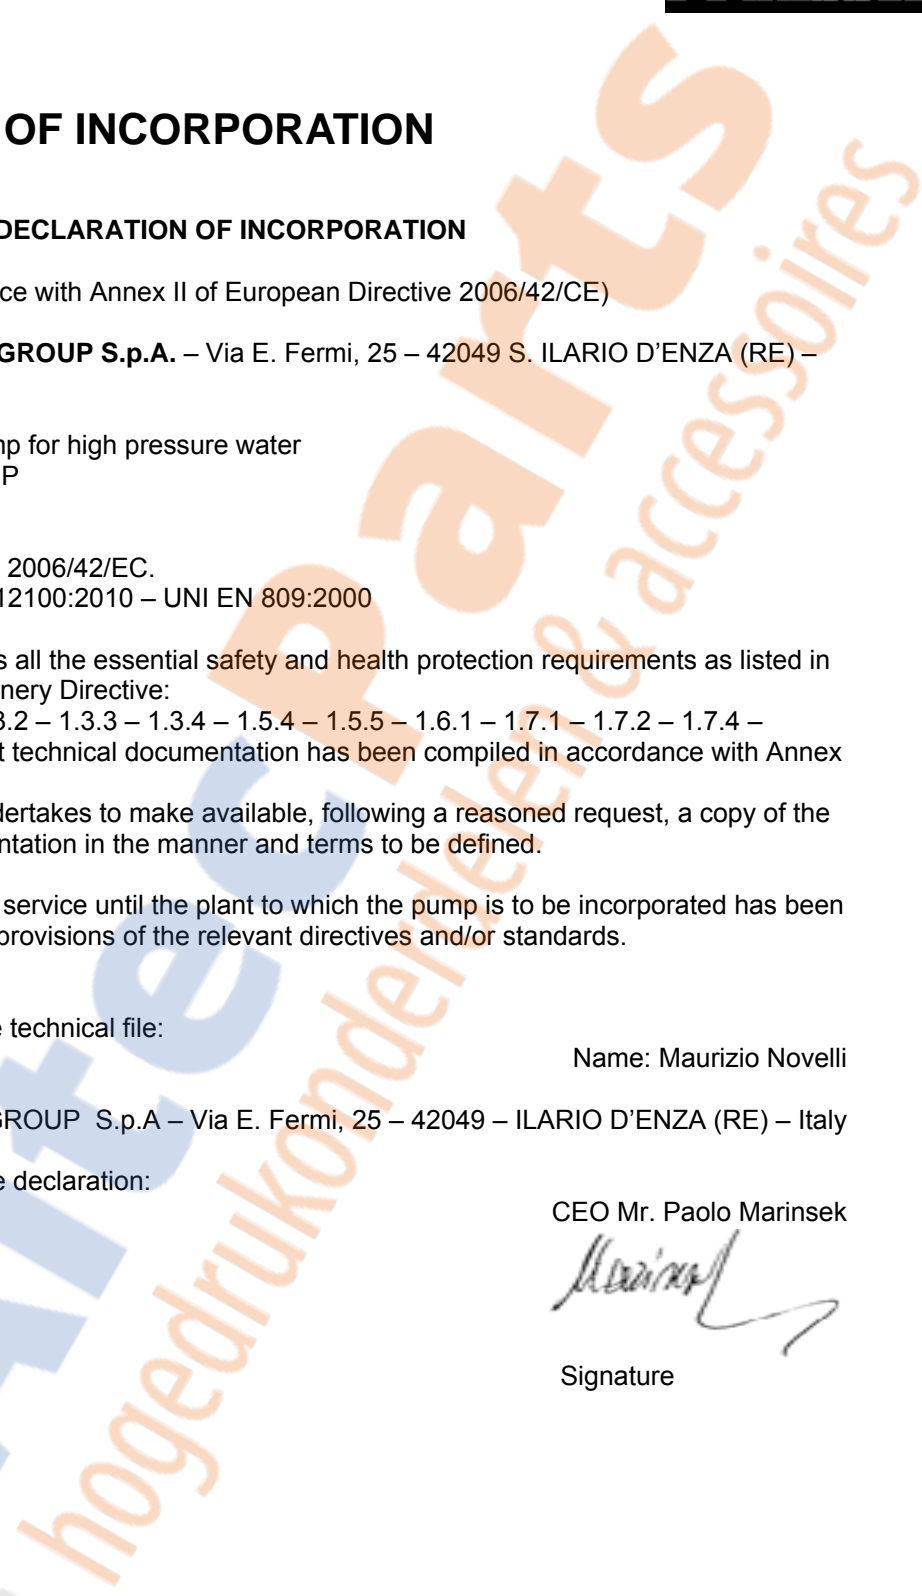 OF INCORPORATION
DECLARATION OF INCORPORATION
ce with Annex II of European Directive 2006/42/CE)
GROUP S.p.A. – Via E. Fermi, 25 – 42049 S. ILARIO D’ENZA (RE) –
mp for high pressure water
P
2006/42/EC.
12100:2010 – UNI EN 809:2000
s all the essential safety and health protection requirements as listed in
nery Directive:
3.2 – 1.3.3 – 1.3.4 – 1.5.4 – 1.5.5 – 1.6.1 – 1.7.1 – 1.7.2 – 1.7.4 –
t technical documentation has been compiled in accordance with Annex
dertakes to make available, following a reasoned request, a copy of the
ntation in the manner and terms to be defined.
service until the plant to which the pump is to be incorporated has been
provisions of the relevant directives and/or standards.
e technical file:
Name: Maurizio Novelli
GROUP S.p.A – Via E. Fermi, 25 – 42049 – ILARIO D’ENZA (RE) – Italy
e declaration:
CEO Mr. Paolo Marinsek
Signature
AltecParts
hogedrukonderdelen & accessoires